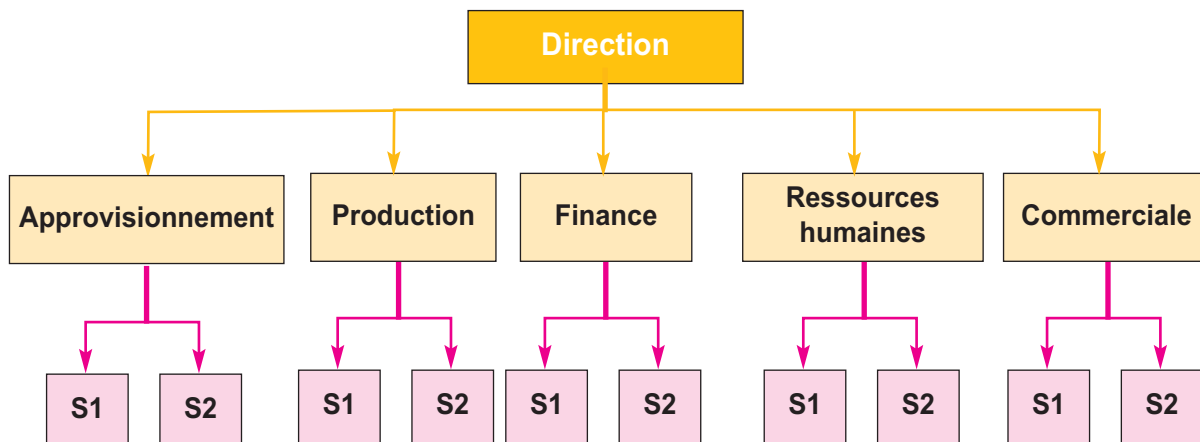 Direction
Approvisionnement
Production
Finance
Ressources
humaines
Commerciale
S1
S2
S1
S2
S1
S2
S1
S2
S1
S2